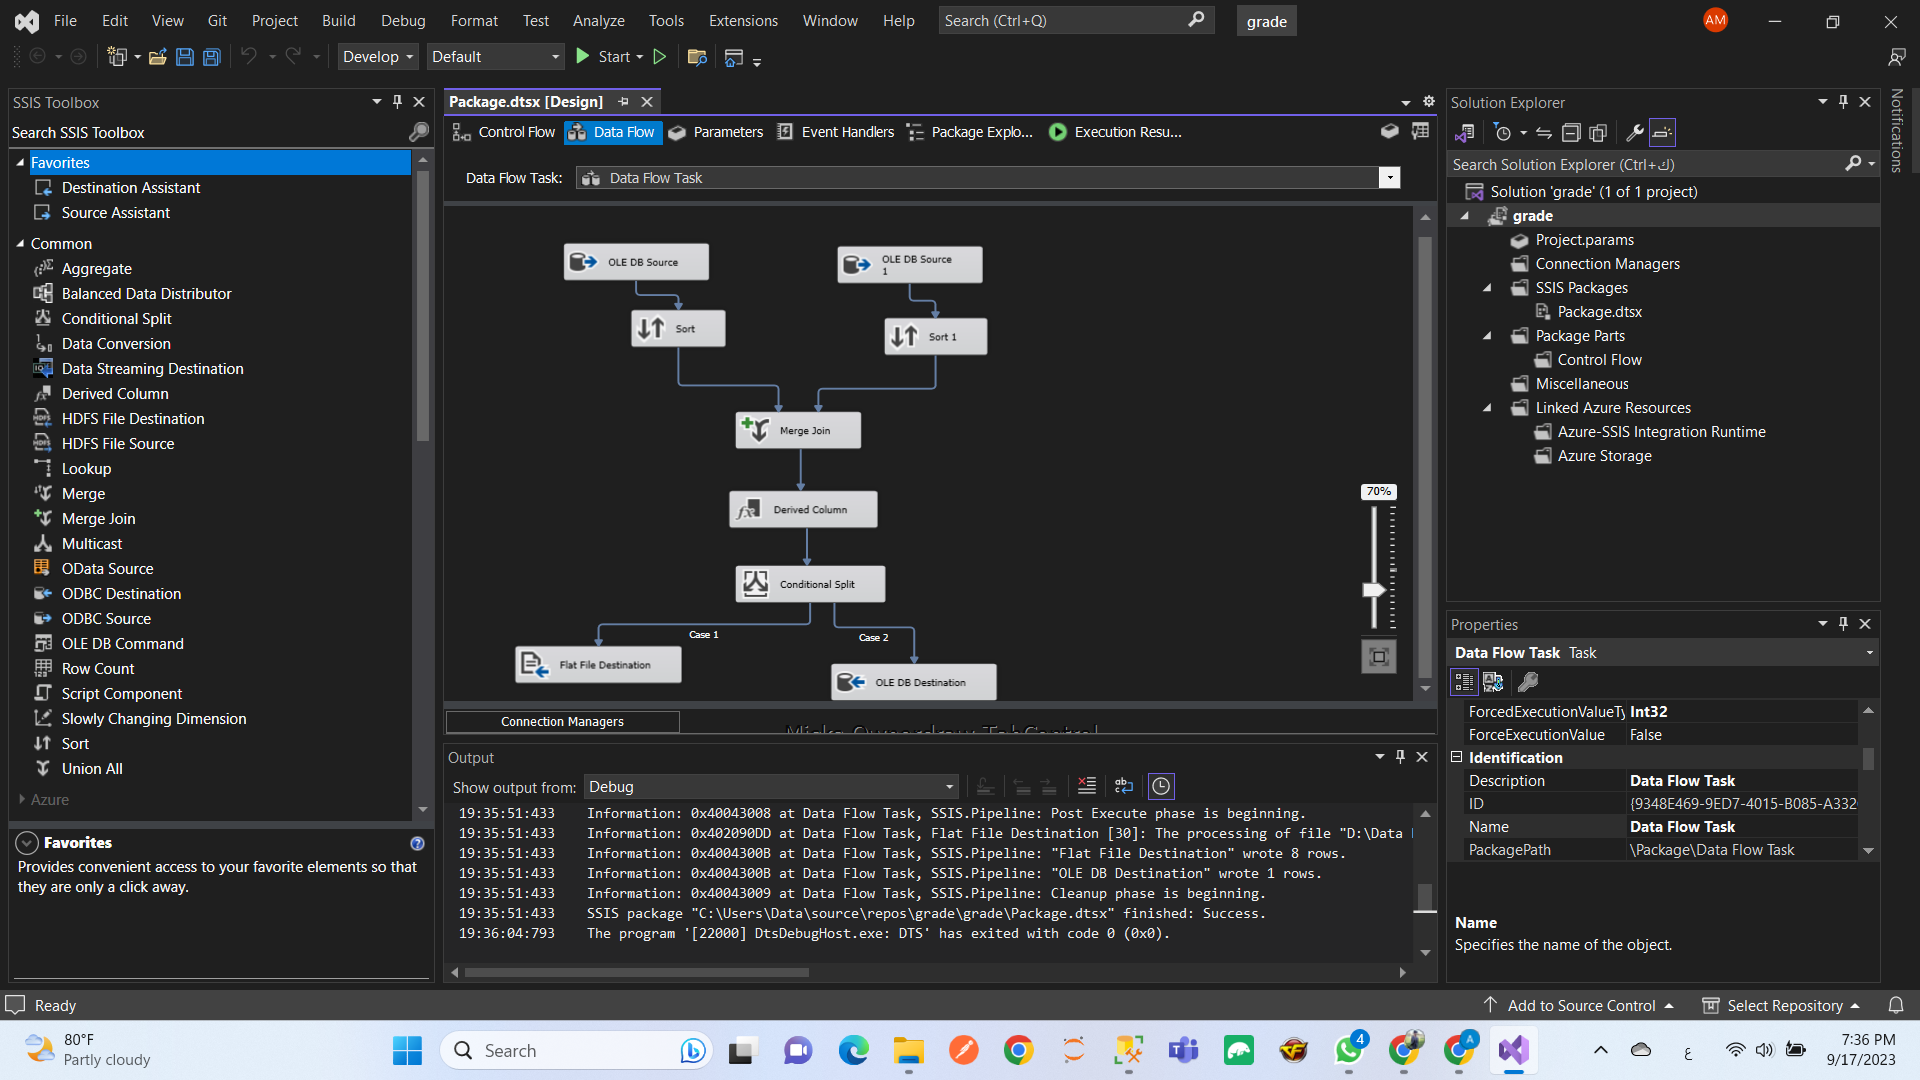 File Edit View Git Project Build Debug Format Test Analyze Tools Extensions Window Help Search (Ctrl+Q) grade AM
Develop Default Start
SSIS Toolbox
Search SSIS Toolbox
Favorites
Destination Assistant
Source Assistant
Common
Aggregate
Balanced Data Distributor
Conditional Split
Data Conversion
Data Streaming Destination
Derived Column
HDFS File Destination
HDFS File Source
Lookup
Merge
Merge Join
Multicast
OData Source
ODBC Destination
ODBC Source
OLE DB Command
Row Count
Script Component
Slowly Changing Dimension
Sort
Union All
Azure
Favorites
Provides convenient access to your favorite elements so that
they are only a click away.
Package.dtsx [Design]
Control Flow Data Flow Parameters Event Handlers Package Explo... Execution Resu...
Data Flow Task: Data Flow Task
OLE DB Source
OLE DB Source
1
Sort
Sort 1
Merge Join
Derived Column
Conditional Split
Case 1
Case 2
Flat File Destination
OLE DB Destination
70%
Connection Managers
Output
Show output from: Debug
19:35:51:433 Information: 0x40043008 at Data Flow Task, SSIS.Pipeline: Post Execute phase is beginning.
19:35:51:433 Information: 0x402090DD at Data Flow Task, Flat File Destination [30]: The processing of file "D:\Data
19:35:51:433 Information: 0x4004300B at Data Flow Task, SSIS.Pipeline: "Flat File Destination" wrote 8 rows.
19:35:51:433 Information: 0x4004300B at Data Flow Task, SSIS.Pipeline: "OLE DB Destination" wrote 1 rows.
19:35:51:433 Information: 0x40043009 at Data Flow Task, SSIS.Pipeline: Cleanup phase is beginning.
19:35:51:433 SSIS package "C:\Users\Data\source\repos\grade\grade\Package.dtsx" finished: Success.
19:36:04:793 The program '[22000] DtsDebugHost.exe: DTS' has exited with code 0 (0x0).
Solution Explorer
Search Solution Explorer (Ctrl+ك)
Solution 'grade' (1 of 1 project)
grade
Project.params
Connection Managers
SSIS Packages
Package.dtsx
Package Parts
Control Flow
Miscellaneous
Linked Azure Resources
Azure-SSIS Integration Runtime
Azure Storage
Properties
Data Flow Task Task
ForcedExecutionValueTy Int32
ForceExecutionValue False
Identification
Description Data Flow Task
ID {9348E469-9ED7-4015-B085-A332
Name Data Flow Task
PackagePath \Package\Data Flow Task
Name
Specifies the name of the object.
Notifications
Ready Add to Source Control Select Repository
80°F
Partly cloudy
Search
4
A
ع
7:36 PM
9/17/2023